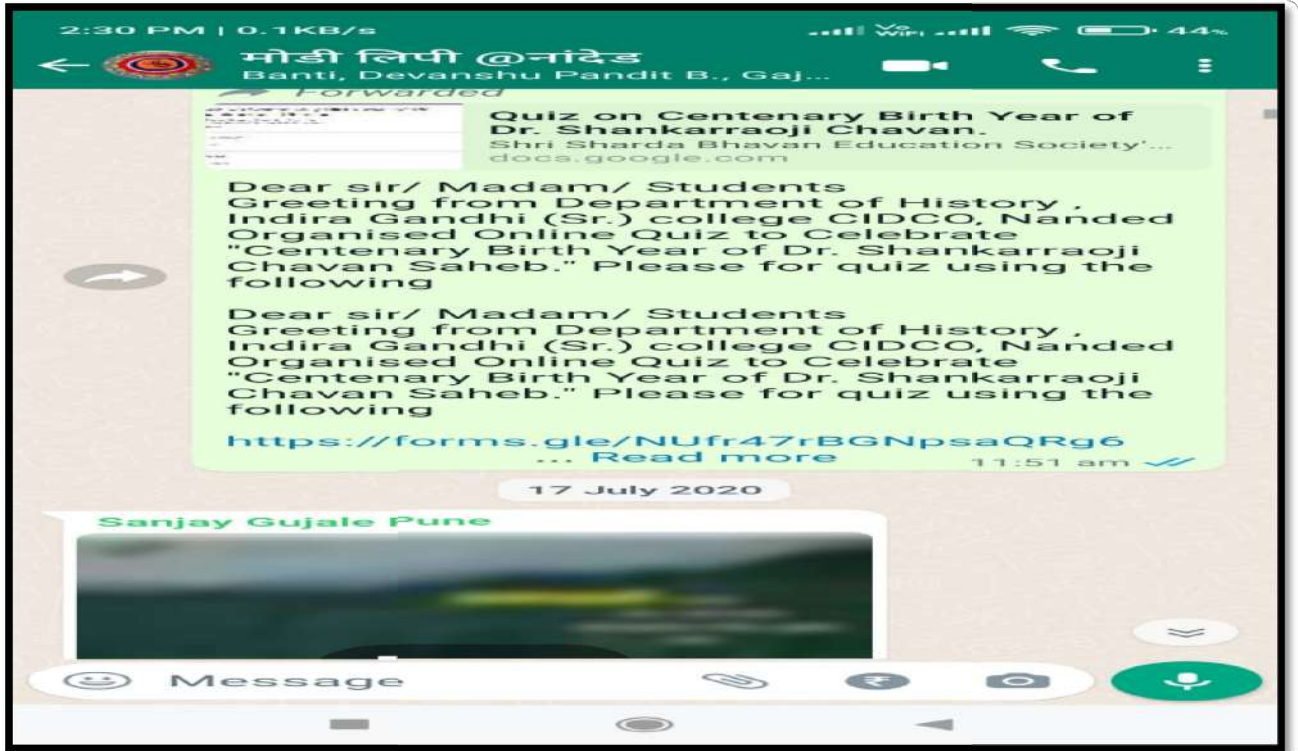 2:30 PM | 0.1KB/s
Vo WiFi 44%
मोडी लिपी @नांदेड
Banti, Devanshu Pandit B., Gaj...
Forwarded
Quiz on Centenary Birth Year of
Dr. Shankarraoji Chavan.
Shri Sharda Bhavan Education Society'...
docs.google.com
Dear sir/ Madam/ Students
Greeting from Department of History ,
Indira Gandhi (Sr.) college CIDCO, Nanded
Organised Online Quiz to Celebrate
"Centenary Birth Year of Dr. Shankarraoji
Chavan Saheb." Please for quiz using the
following
Dear sir/ Madam/ Students
Greeting from Department of History ,
Indira Gandhi (Sr.) college CIDCO, Nanded
Organised Online Quiz to Celebrate
"Centenary Birth Year of Dr. Shankarraoji
Chavan Saheb." Please for quiz using the
following
https://forms.gle/NUfr47rBGNpsaQRg6
... Read more
11:51 am
17 July 2020
Sanjay Gujale Pune
Message